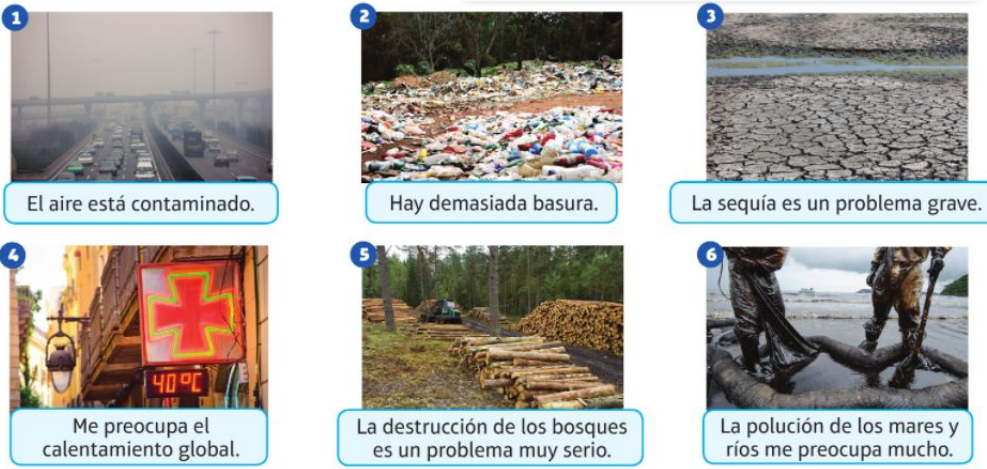 1
El aire está contaminado.
2
Hay demasiada basura.
3
La sequía es un problema grave.
4
40°C
Me preocupa el
calentamiento global.
5
La destrucción de los bosques
es un problema muy serio.
6
La polución de los mares y
ríos me preocupa mucho.